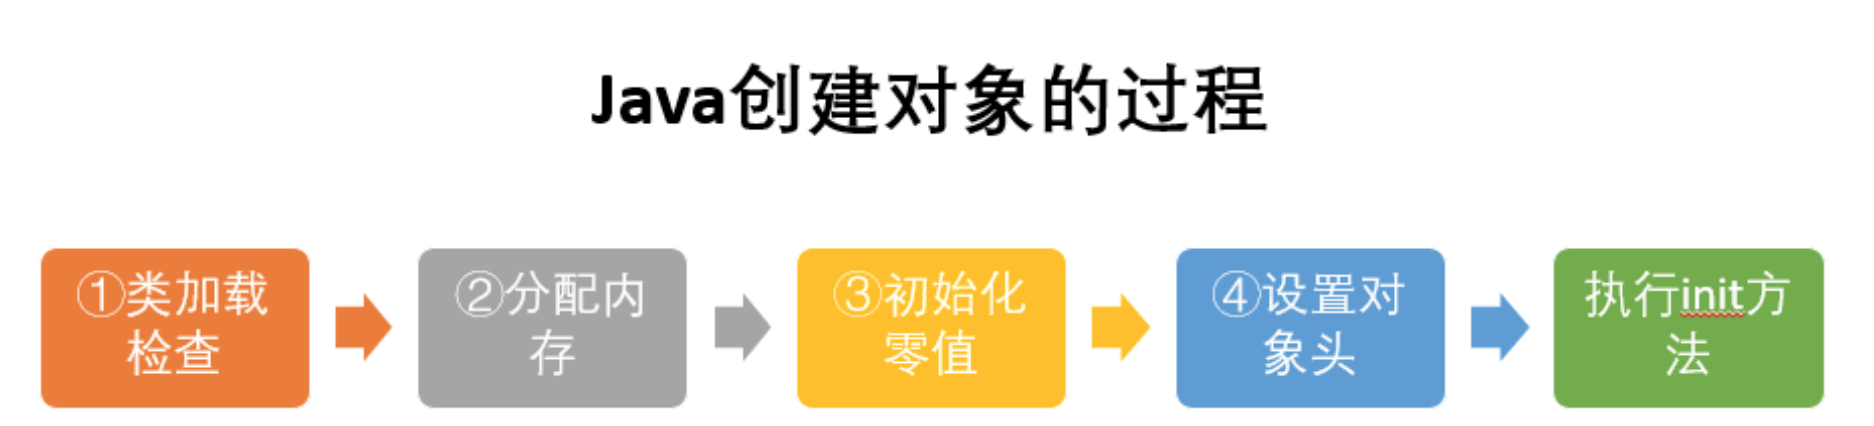 Java创建对象的过程
①类加载
检查
②分配内
存
③初始化
零值
④设置对
象头
执行init方
法